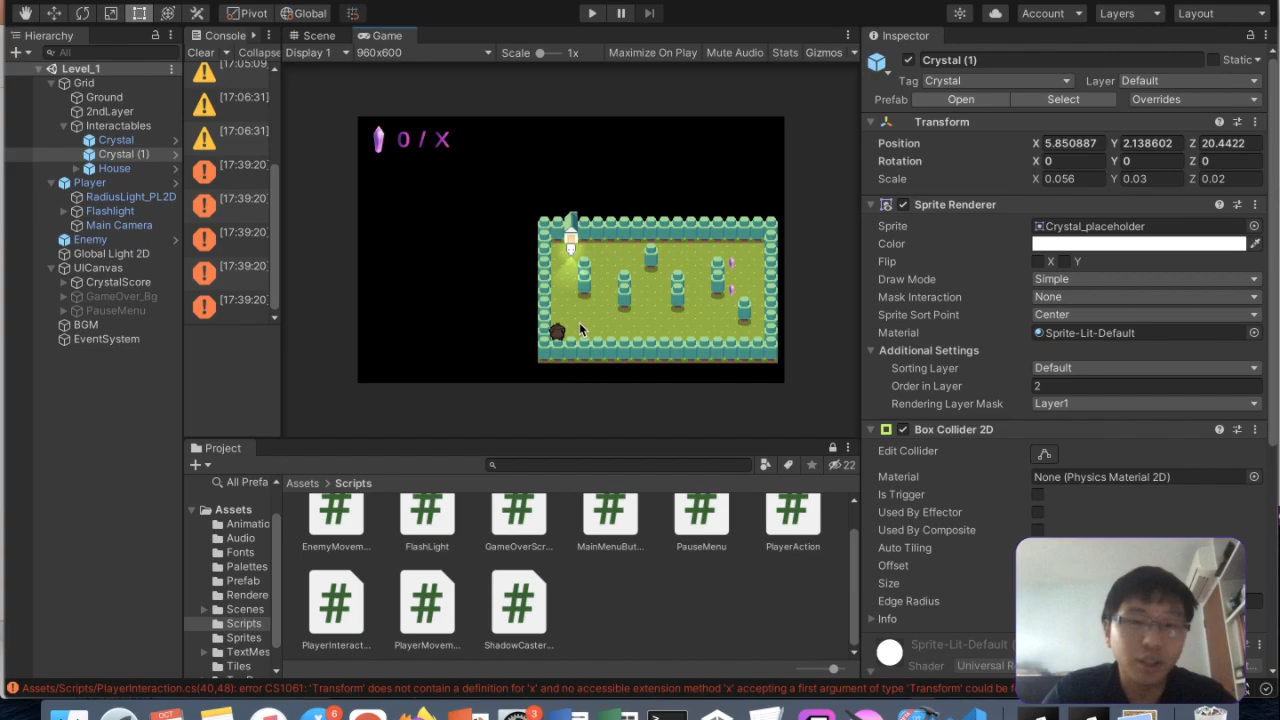 Pivot
Global
Account
Layers
Layout
Hierarchy
Console
Scene
Game
Inspector
All
Clear
Collapse
Display 1
960x600
Scale
1x
Maximize On Play
Mute Audio
Stats
Gizmos
Crystal (1)
Static
Tag
Crystal
Layer
Default
Prefab
Open
Select
Overrides
Level_1
Grid
Ground
2ndLayer
Interactables
Crystal
Crystal (1)
House
Player
RadiusLight_PL2D
Flashlight
Main Camera
Enemy
Global Light 2D
UICanvas
CrystalScore
GameOver_Bg
PauseMenu
BGM
EventSystem
[17:05:09
[17:06:31]
[17:06:31]
[17:39:20]
[17:39:20]
[17:39:20]
[17:39:20]
[17:39:20]
0 / X
Transform
Position X 5.850887 Y 2.138602 Z 20.4422
Rotation X 0 Y 0 Z 0
Scale X 0.056 Y 0.03 Z 0.02
Sprite Renderer
Sprite Crystal_placeholder
Color
Flip X Y
Draw Mode Simple
Mask Interaction None
Sprite Sort Point Center
Material Sprite-Lit-Default
Additional Settings
Sorting Layer Default
Order in Layer 2
Rendering Layer Mask Layer1
Box Collider 2D
Edit Collider
Material None (Physics Material 2D)
Is Trigger
Used By Effector
Used By Composite
Auto Tiling
Offset
Size
Edge Radius
Info
Sprite-Lit-Default (
Shader Universal R
Project
22
All Prefa
Assets
Animatio
Audio
Fonts
Palettes
Prefab
Rendere
Scenes
Scripts
Sprites
TextMes
Tiles
Assets > Scripts
EnemyMovem...
FlashLight
GameOverScr...
MainMenuBut...
PauseMenu
PlayerAction
PlayerInteract...
PlayerMovem...
ShadowCaster...
Assets/Scripts/PlayerInteraction.cs(40,48): error CS1061: 'Transform' does not contain a definition for 'x' and no accessible extension method 'x' accepting a first argument of type 'Transform' could be fo
OCT
6
3